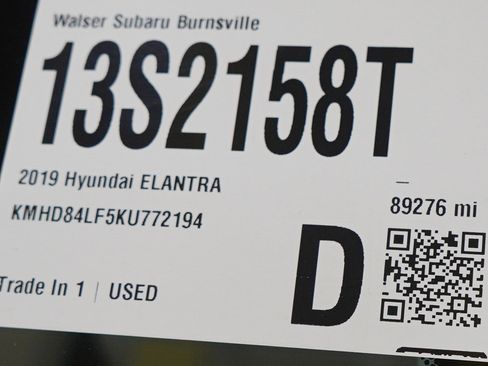 Walser Subaru Burnsville
13S2158T
2019 Hyundai ELANTRA
KMHD84LF5KU772194
89276 mi
D
Trade In 1 | USED